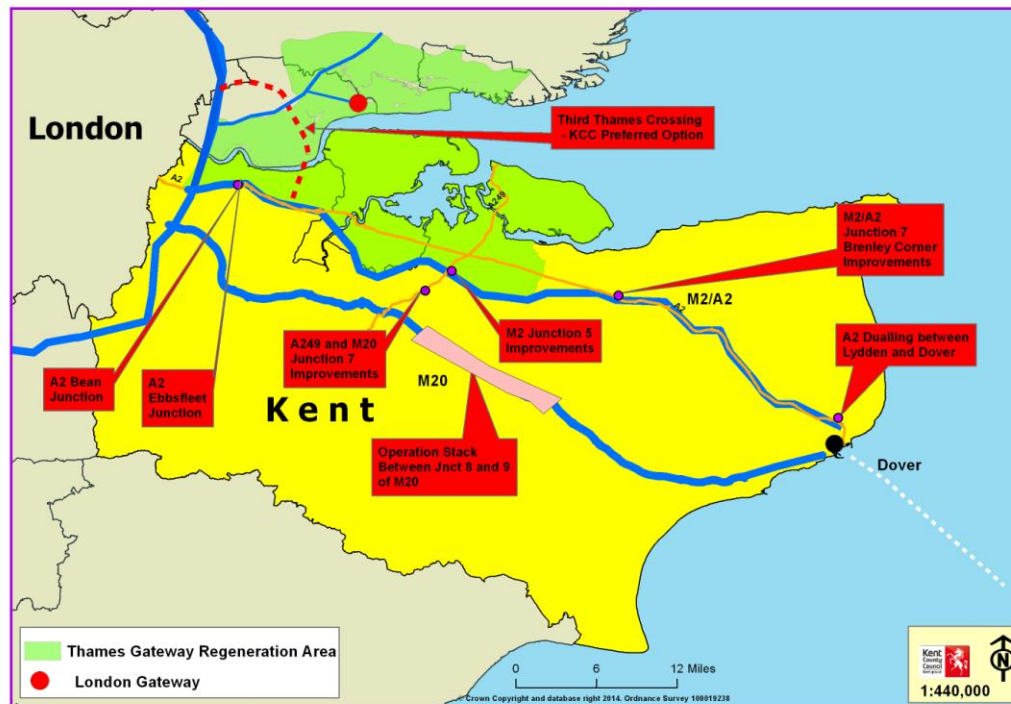 London
Third Thames Crossing
- KCC Preferred Option
A2
A249
M2/A2
Junction 7
Brenley Corner
Improvements
M2/A2
A2
A249 and M20
Junction 7
Improvements
M2 Junction 5
Improvements
A2 Dualling between
Lydden and Dover
A2 Bean
Junction
A2
Ebbsfleet
Junction
M20
Kent
Operation Stack
Between Jnct 8 and 9
of M20
Dover
Thames Gateway Regeneration Area
London Gateway
0 6 12 Miles
© Crown Copyright and database right 2014. Ordnance Survey 100019238
Kent
County
Council
N
1:440,000